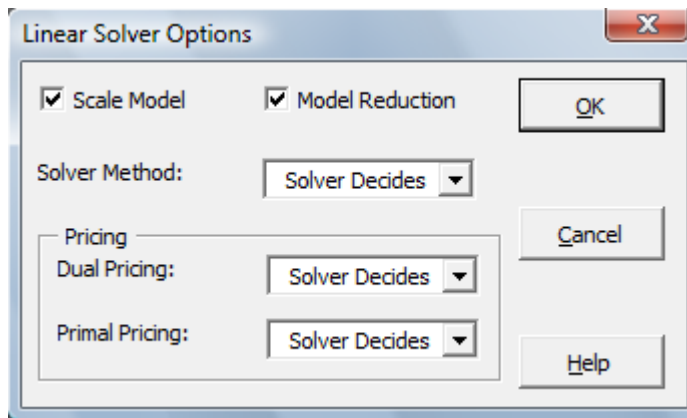 Linear Solver Options
Scale Model
Model Reduction
OK
Solver Method:
Solver Decides
Cancel
Pricing
Dual Pricing:
Solver Decides
Primal Pricing:
Solver Decides
Help